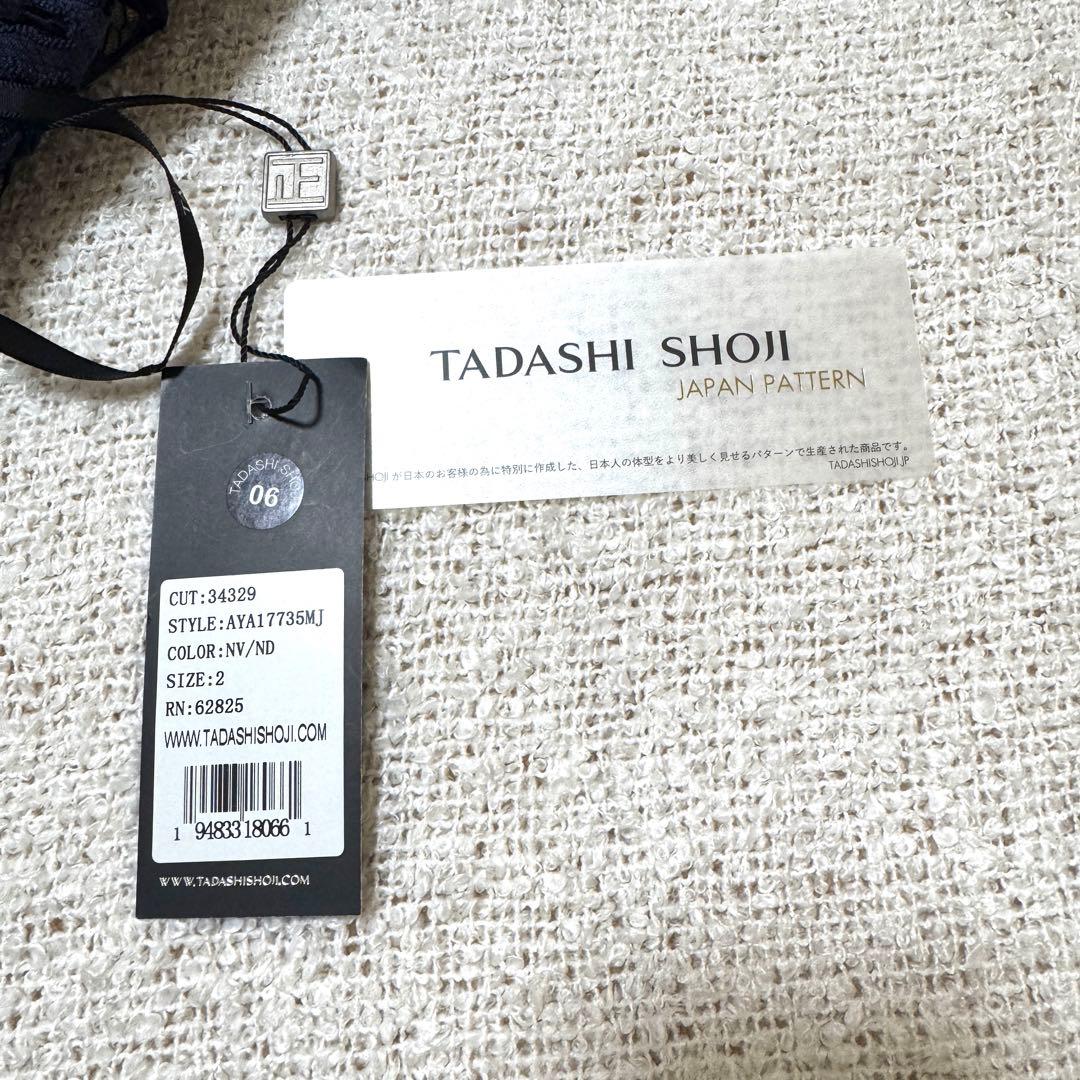 TADASHI SHOJI
JAPAN PATTERN
SHOJI が日本のお客様の為に特別に作成した、日本人の体型をより美しく見せるパターンで生産された商品です。
TADASHISHOJI.JP
TADASHI SHO
06
CUT:34329
STYLE:AYA17735MJ
COLOR:NV/ND
SIZE:2
RN:62825
WWW.TADASHISHOJI.COM
1 94833 18066 1
WWW.TADASHISHOJI.COM